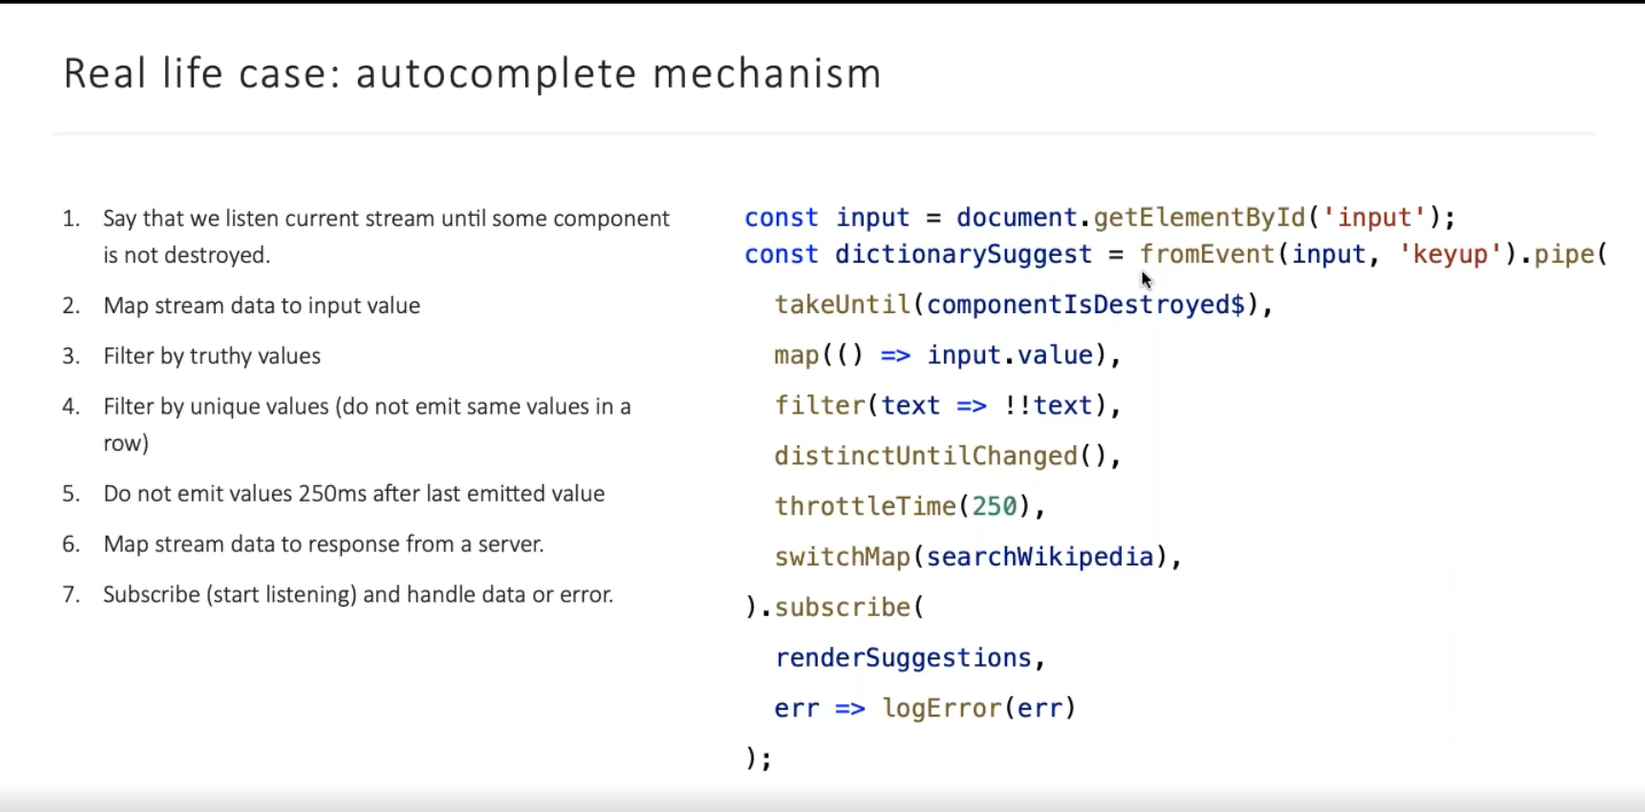 Real life case: autocomplete mechanism
1. Say that we listen current stream until some component
is not destroyed.
2. Map stream data to input value
3. Filter by truthy values
4. Filter by unique values (do not emit same values in a
row)
5. Do not emit values 250ms after last emitted value
6. Map stream data to response from a server.
7. Subscribe (start listening) and handle data or error.
const input = document.getElementById('input');
const dictionarySuggest = fromEvent(input, 'keyup').pipe(
takeUntil(componentIsDestroyed$),
map(() => input.value),
filter(text => !!text),
distinctUntilChanged(),
throttleTime(250),
switchMap(searchWikipedia),
).subscribe(
renderSuggestions,
err => logError(err)
);